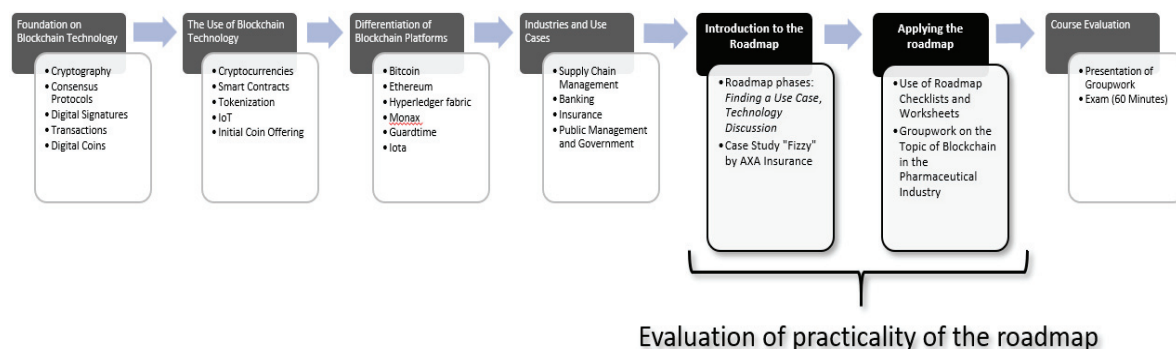 Foundation on
Blockchain Technology
• Cryptography
• Consensus
Protocols
• Digital Signatures
• Transactions
• Digital Coins
The Use of Blockchain
Technology
• Cryptocurrencies
• Smart Contracts
• Tokenization
• IoT
• Initial Coin Offering
Differentiation of
Blockchain Platforms
• Bitcoin
• Ethereum
• Hyperledger fabric
• Monax
• Guardtime
• Iota
Industries and Use
Cases
• Supply Chain
Management
• Banking
• Insurance
• Public Management
and Government
Introduction to the
Roadmap
• Roadmap phases:
Finding a Use Case,
Technology
Discussion
• Case Study "Fizzy"
by AXA Insurance
Applying the
roadmap
• Use of Roadmap
Checklists and
Worksheets
• Groupwork on the
Topic of Blockchain
in the
Pharmaceutical
Industry
Course Evaluation
• Presentation of
Groupwork
• Exam (60 Minutes)
Evaluation of practicality of the roadmap